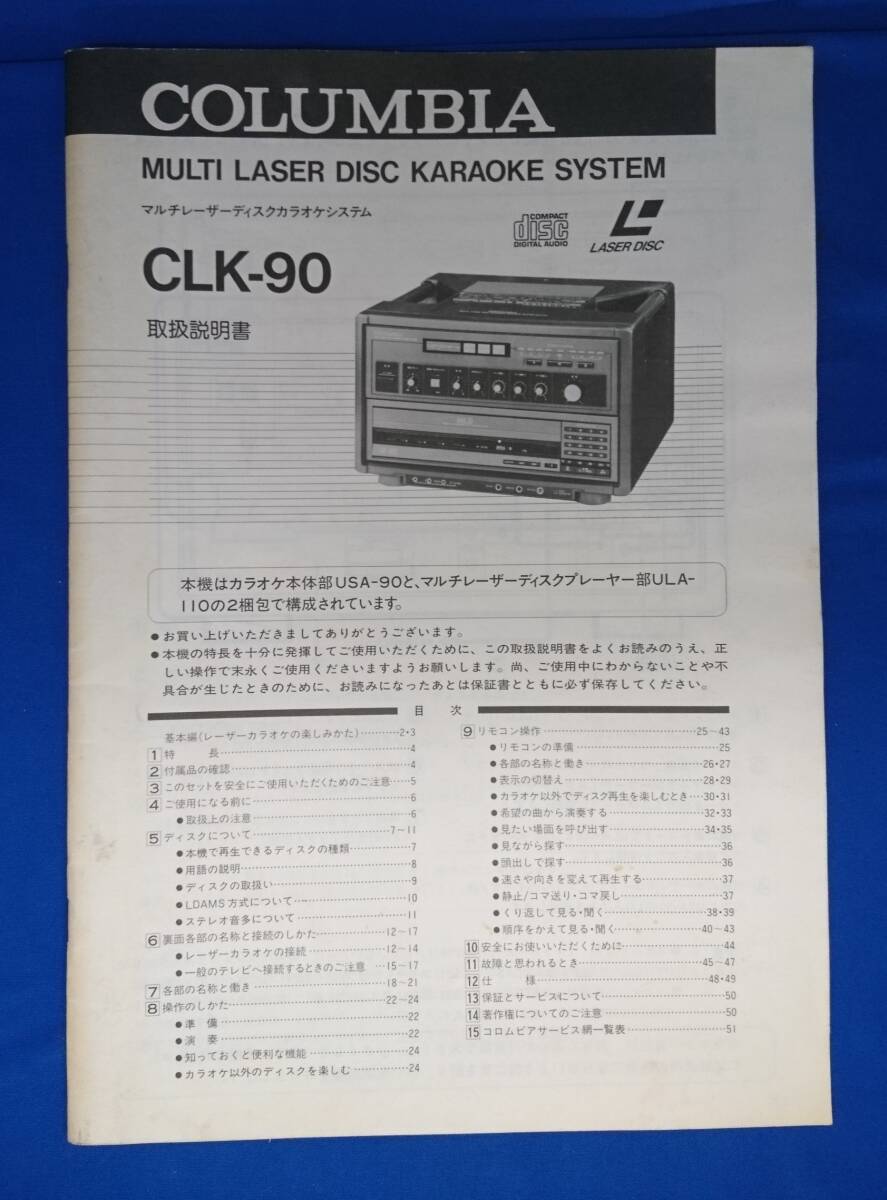 COLUMBIA
MULTI LASER DISC KARAOKE SYSTEM
マルチレーザーディスクカラオケシステム
COMPACT
disc
DIGITAL AUDIO
LASER DISC
CLK-90
取扱説明書
本機はカラオケ本体部USA-90と、マルチレーザーディスクプレーヤー部ULA-
110の2梱包で構成されています。
●お買い上げいただきましてありがとうございます。
●本機の特長を十分に発揮してご使用いただくために、この取扱説明書をよくお読みのうえ、正
しい操作で末永くご使用くださいますようお願いします。尚、ご使用中にわからないことや不
具合が生じたときのために、お読みになったあとは保証書とともに必ず保存してください。
目 次
基本編(レーザーカラオケの楽しみかた)…………2・3
1 特 長……………4
2 付属品の確認……………4
3 このセットを安全にご使用いただくためのご注意……5
4 ご使用になる前に……………6
●取扱上の注意……………6
5 ディスクについて……………7~11
●本機で再生できるディスクの種類……………7
●用語の説明……………8
●ディスクの取扱い……………9
●LDAMS方式について……………10
●ステレオ音多について……………11
6 裏面各部の名称と接続のしかた……………12~17
●レーザーカラオケの接続……………12~14
●一般のテレビへ接続するときのご注意 …15~17
7 各部の名称と働き……………18~21
8 操作のしかた……………22~24
●準 備……………22
●演 奏……………22
●知っておくと便利な機能……………24
●カラオケ以外のディスクを楽しむ……………24
9 リモコン操作……………25~43
●リモコンの準備……………25
●各部の名称と働き……………26・27
●表示の切替え……………28・29
●カラオケ以外でディスク再生を楽しむとき…30・31
●希望の曲から演奏する……………32・33
●見たい場面を呼び出す……………34・35
●見ながら探す……………36
●頭出しで探す……………36
●速さや向きを変えて再生する……………37
●静止/コマ送り・コマ戻し……………37
●くり返して見る・聞く……………38・39
●順序をかえて見る・聞く……………40~43
10 安全にお使いいただくために……………44
11 故障と思われるとき……………45~47
12 仕 様……………48・49
13 保証とサービスについて……………50
14 著作権についてのご注意……………50
15 コロムビアサービス網一覧表……………51